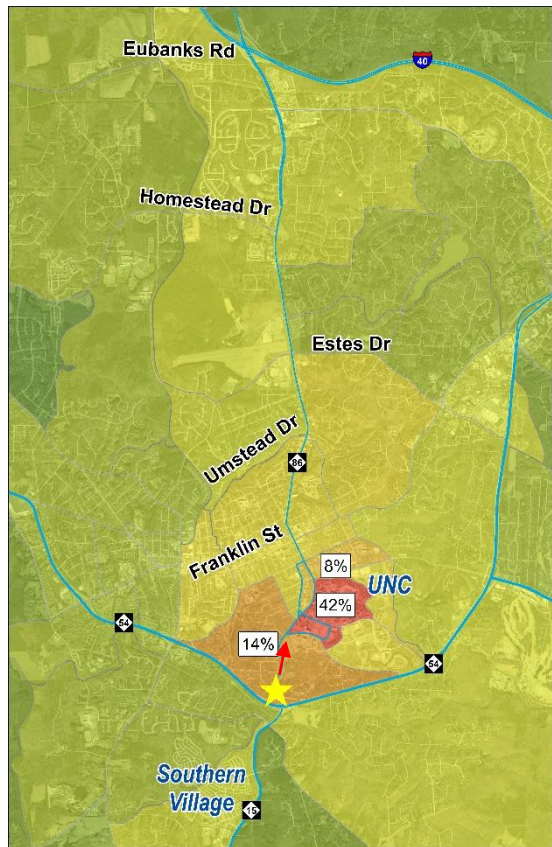 Eubanks Rd
40
Homestead Dr
Estes Dr
Umstead Dr
86
Franklin St
8%
UNC
42%
54
14%
54
Southern
Village
15